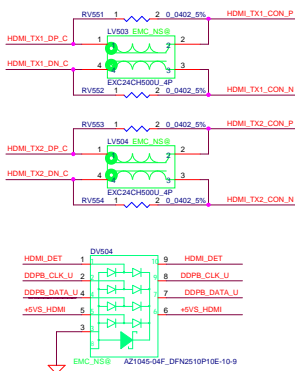 RV551 1 2 0_0402_5%
HDMI_TX1_DP_C HDMI_TX1_CON_P
LV503 EMC_NS@
1 2
HDMI_TX1_DN_C
4 3
EXC24CH500U_4P
HDMI_TX1_CON_N
RV552 1 2 0_0402_5%
RV553 1 2 0_0402_5%
HDMI_TX2_DP_C HDMI_TX2_CON_P
LV504 EMC_NS@
1 2
HDMI_TX2_DN_C
4 3
EXC24CH500U_4P
HDMI_TX2_CON_N
RV554 1 2 0_0402_5%
DV504
HDMI_DET 1 9 HDMI_DET
DDPB_CLK_U 2 8 DDPB_CLK_U
DDPB_DATA_U 4 7 DDPB_DATA_U
+5VS_HDMI 5 6 +5VS_HDMI
3
EMC_NS@ AZ1045-04F_DFN2510P10E-10-9